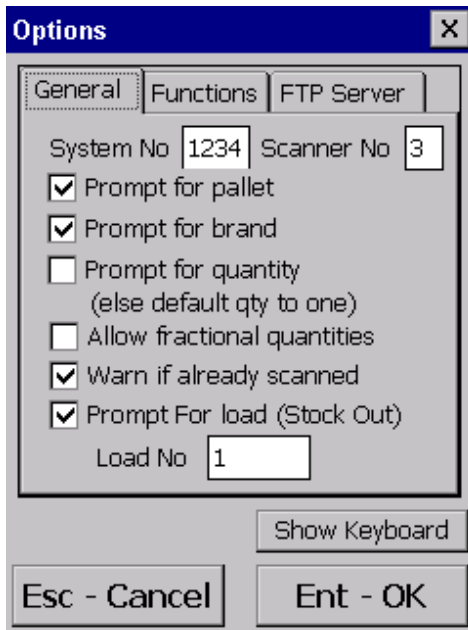 Options
General Functions FTP Server
System No 1234 Scanner No 3
Prompt for pallet
Prompt for brand
Prompt for quantity
(else default qty to one)
Allow fractional quantities
Warn if already scanned
Prompt For load (Stock Out)
Load No 1
Show Keyboard
Esc - Cancel Ent - OK